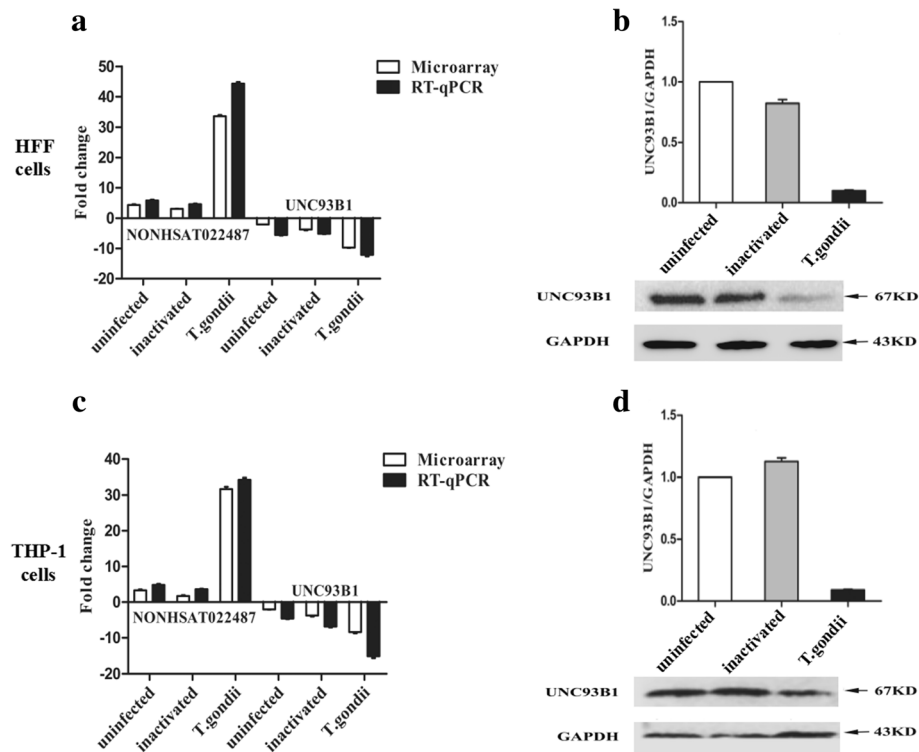 a
HFF
cells
Fold change
50
40
30
20
10
0
-10
-20
Microarray
RT-qPCR
NONHSAT022487
UNC93B1
uninfected
inactivated
T.gondii
uninfected
inactivated
T.gondii
b
UNC93B1/GAPDH
1.5
1.0
0.5
0.0
uninfected
inactivated
T.gondii
UNC93B1
67KD
GAPDH
43KD
c
THP-1
cells
Fold change
40
30
20
10
0
-10
-20
Microarray
RT-qPCR
NONHSAT022487
UNC93B1
uninfected
inactivated
T.gondii
uninfected
inactivated
T.gondii
d
UNC93B1/GAPDH
1.5
1.0
0.5
0.0
uninfected
inactivated
T.gondii
UNC93B1
67KD
GAPDH
43KD